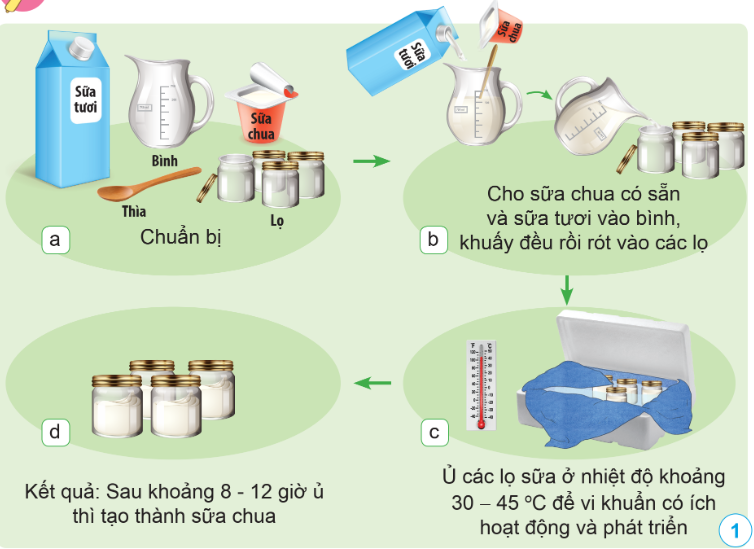 Sữa
tươi
Bình
Sữa
chua
Thìa
Lọ
a
Chuẩn bị
Sữa
tươi
Sữa
chua
Cho sữa chua có sẵn
và sữa tươi vào bình,
b
khuấy đều rồi rót vào các lọ
c
Ủ các lọ sữa ở nhiệt độ khoảng
30 – 45 ºC để vi khuẩn có ích
hoạt động và phát triển
d
Kết quả: Sau khoảng 8 - 12 giờ ủ
thì tạo thành sữa chua
1